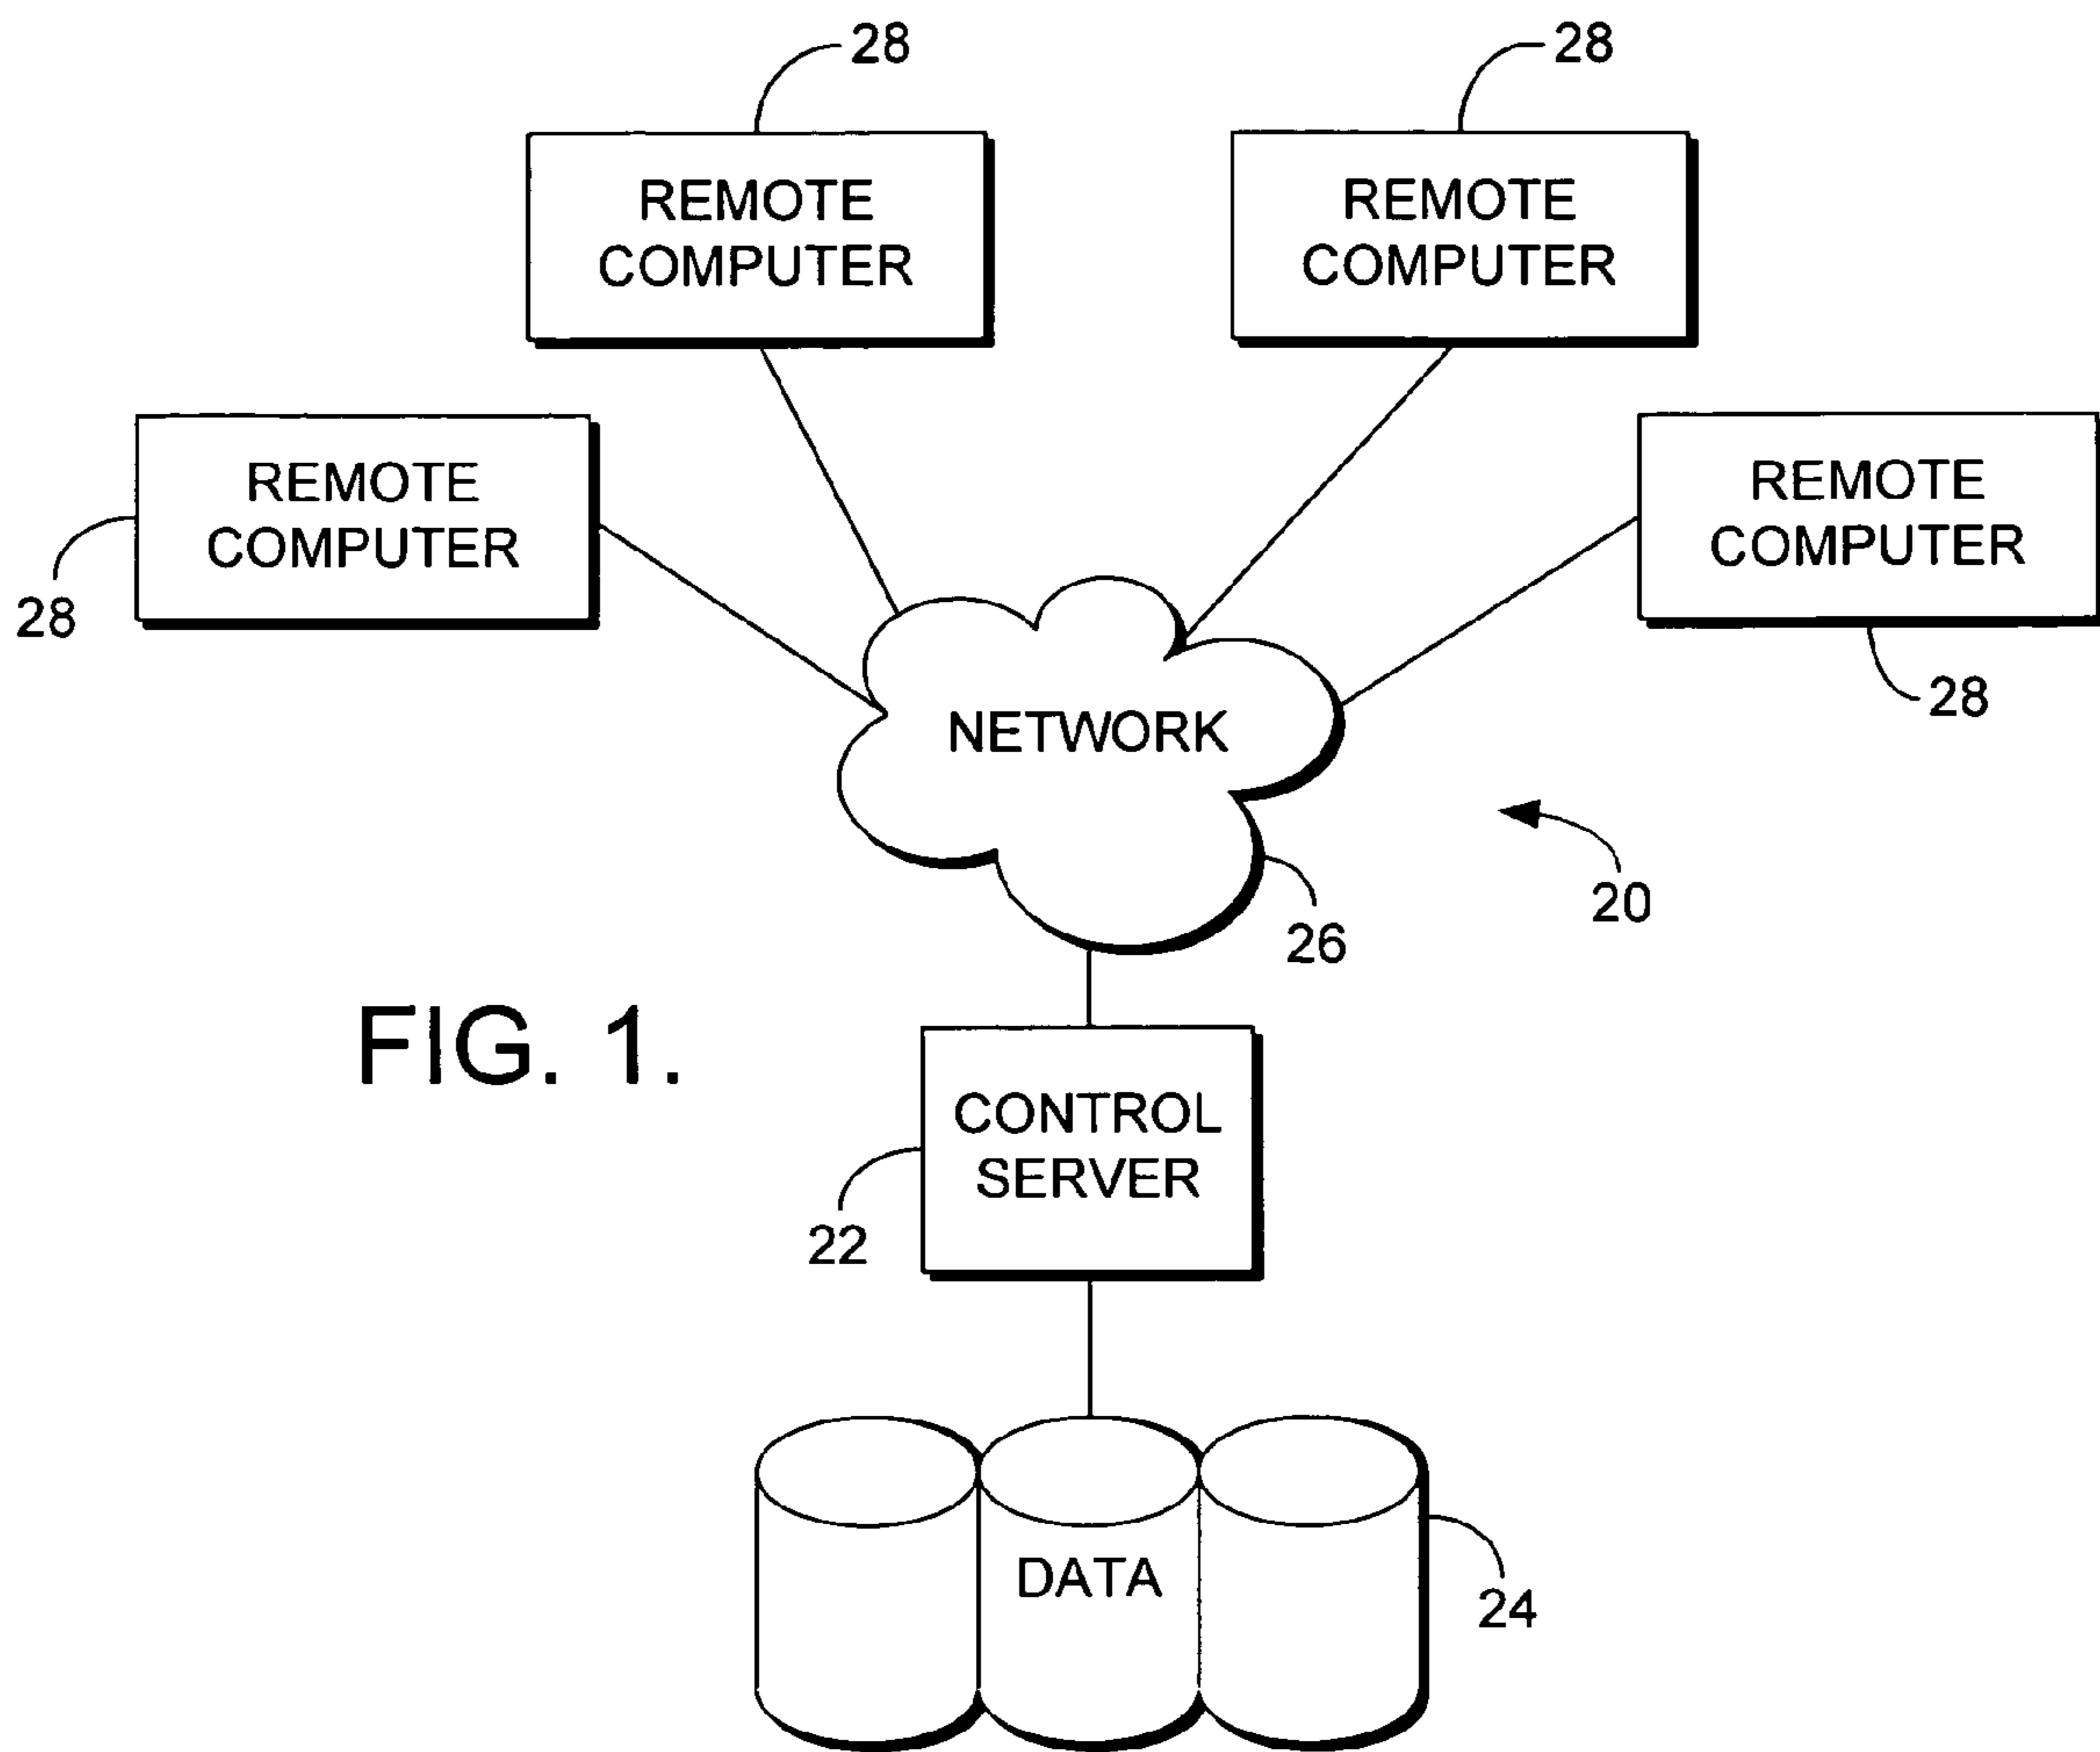 28
28
REMOTE
COMPUTER
REMOTE
COMPUTER
REMOTE
COMPUTER
REMOTE
COMPUTER
28
28
NETWORK
20
26
FIG. 1.
CONTROL
SERVER
22
DATA
24